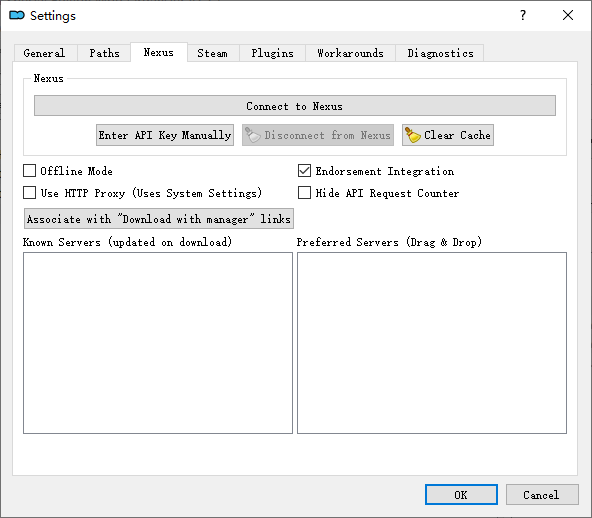 Settings
General Paths Nexus Steam Plugins Workarounds Diagnostics
Nexus
Connect to Nexus
Enter API Key Manually Disconnect from Nexus Clear Cache
Offline Mode Endorsement Integration
Use HTTP Proxy (Uses System Settings) Hide API Request Counter
Associate with "Download with manager" links
Known Servers (updated on download) Preferred Servers (Drag & Drop)
OK Cancel